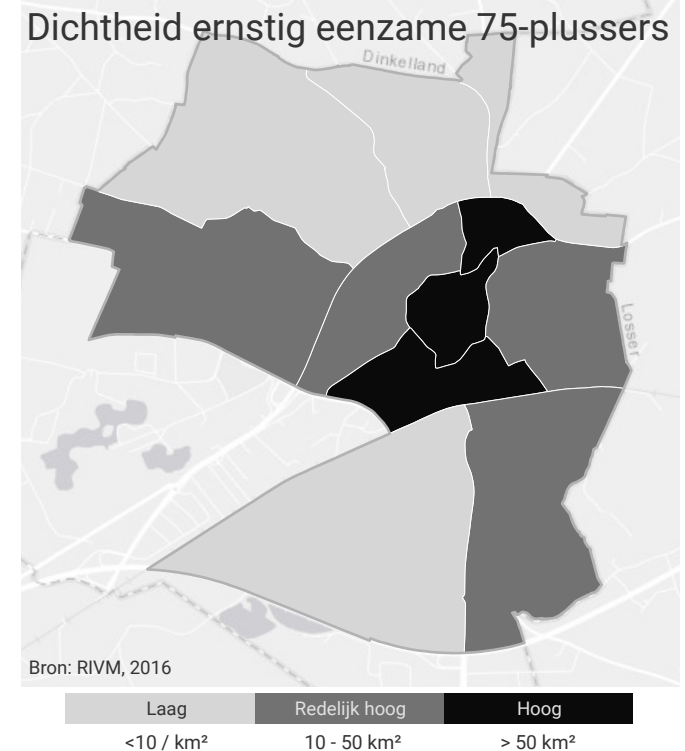 Dichtheid ernstig eenzame 75-plussers
Dinkelland
Losser
Bron: RIVM, 2016
Laag Redelijk hoog Hoog
<10 / km² 10 - 50 km² > 50 km²